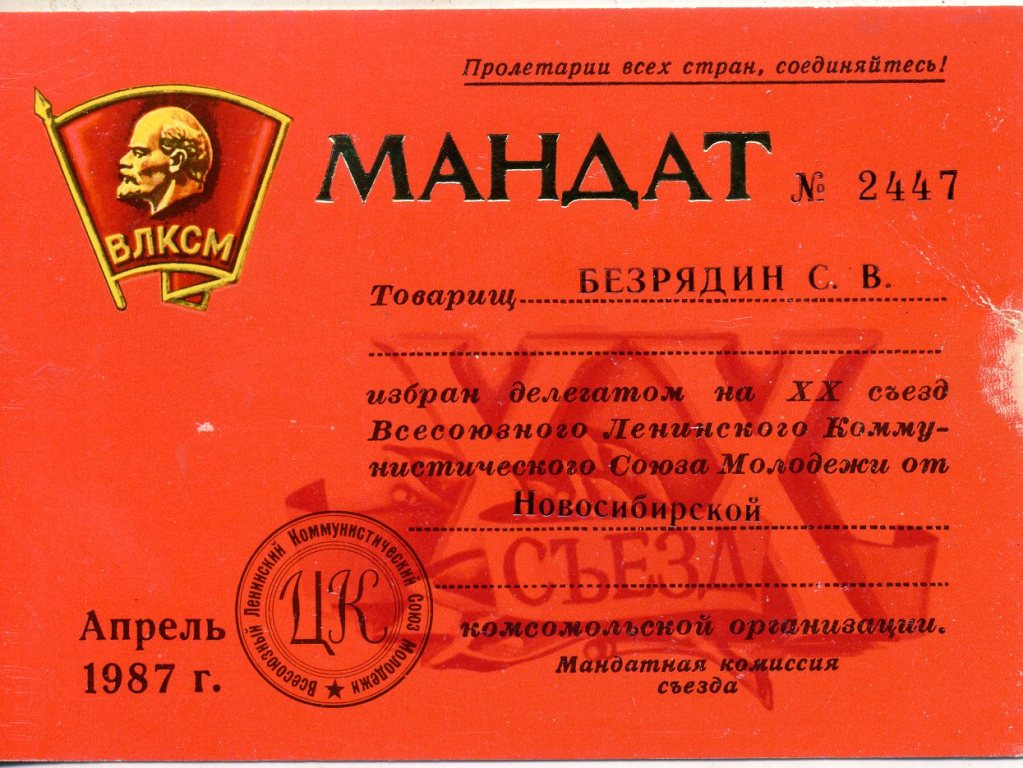 Пролетарии всех стран, соединяйтесь!
МАНДАТ № 2447
ВЛКСМ
Товарищ БЕЗРЯДИН С. В.
избран делегатом на XX съезд
Всесоюзного Ленинского Комму-
нистического Союза Молодежи от
Новосибирской
XX
СЪЕЗД
комсомольской организации.
Мандатная комиссия
съезда
Апрель
1987 г.
Всесоюзный Ленинский Коммунистический Союз Молодежи
ЦК